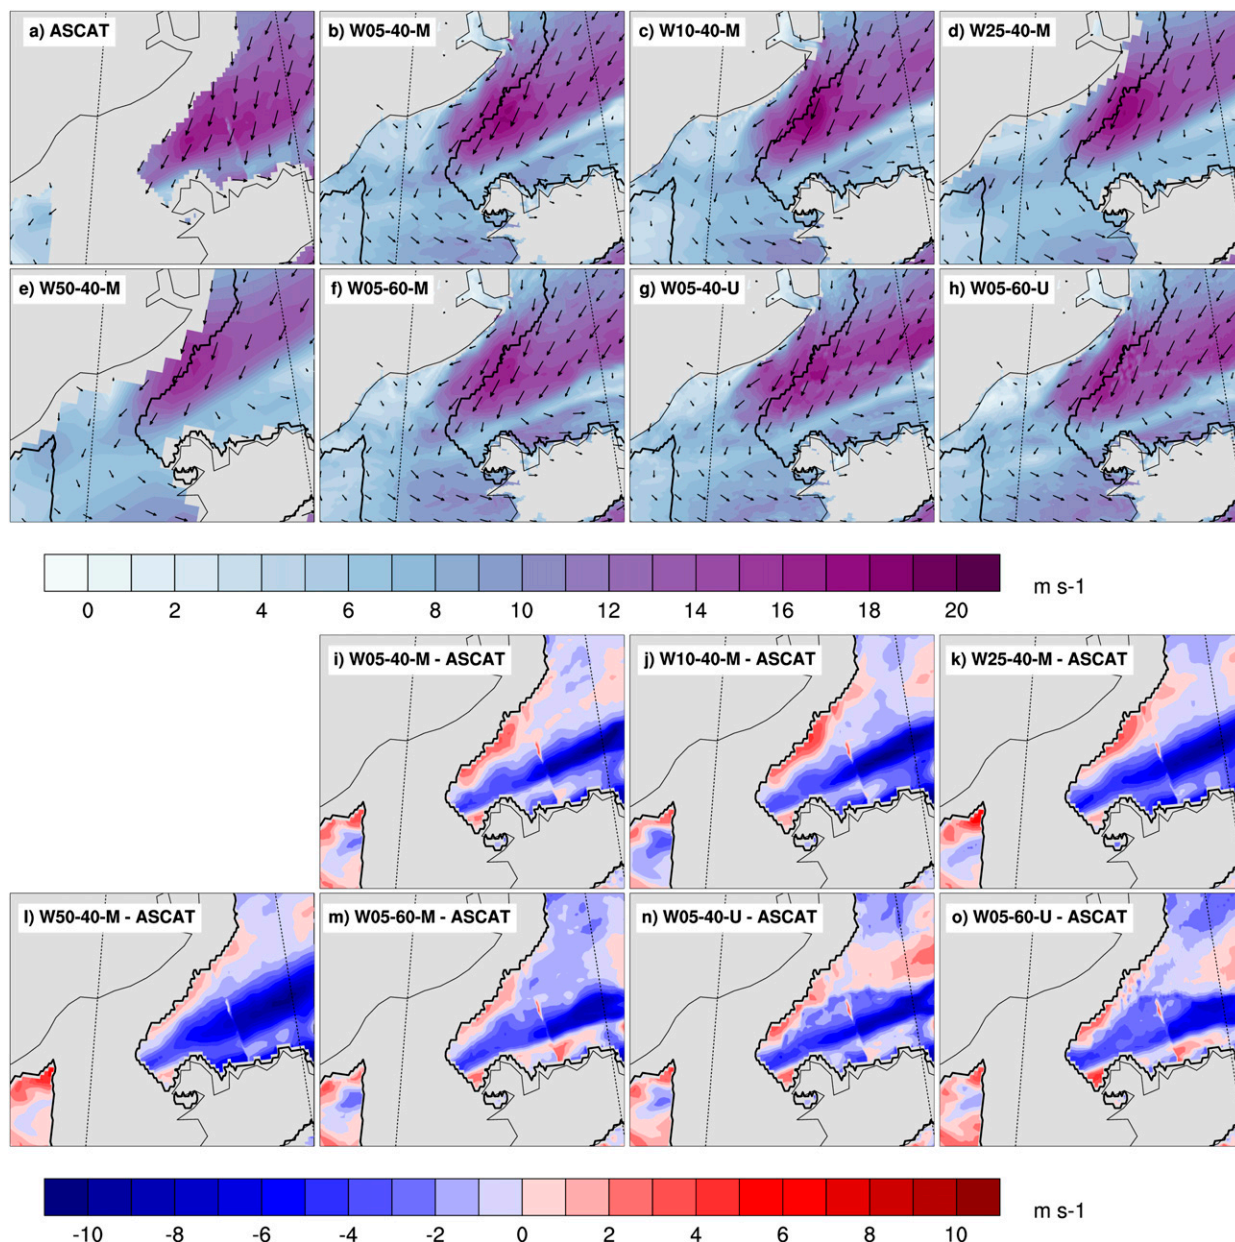 a) ASCAT
b) W05-40-M
c) W10-40-M
d) W25-40-M
e) W50-40-M
f) W05-60-M
g) W05-40-U
h) W05-60-U
0 2 4 6 8 10 12 14 16 18 20
m s-1
i) W05-40-M - ASCAT
j) W10-40-M - ASCAT
k) W25-40-M - ASCAT
l) W50-40-M - ASCAT
m) W05-60-M - ASCAT
n) W05-40-U - ASCAT
o) W05-60-U - ASCAT
-10 -8 -6 -4 -2 0 2 4 6 8 10
m s-1